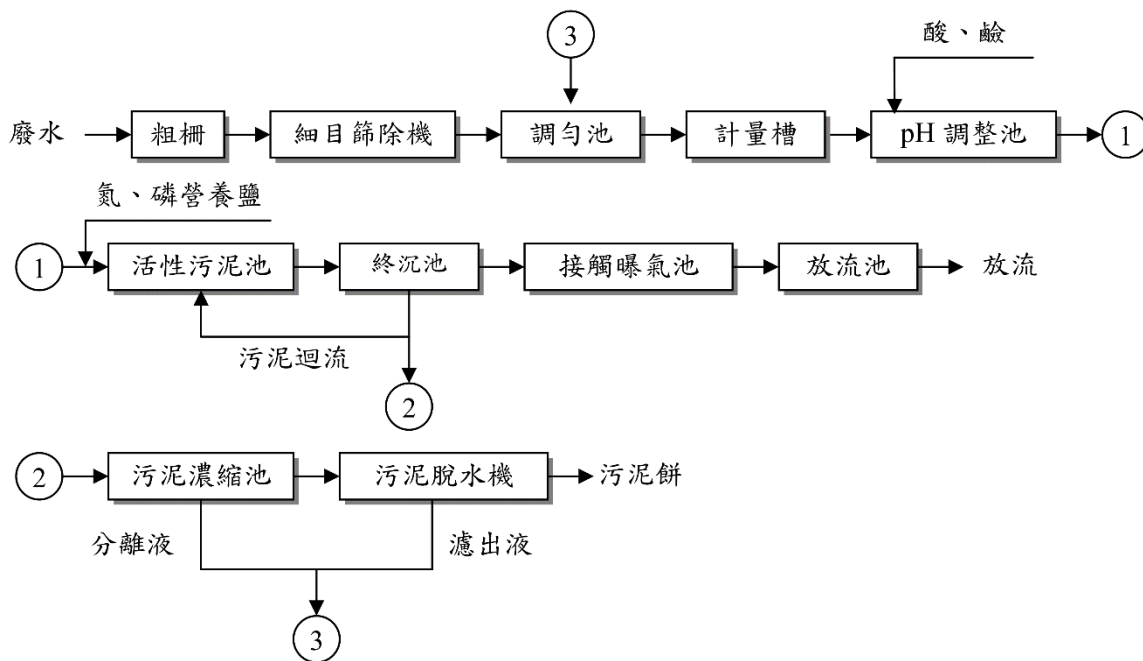 ③
酸、鹼
廢水
粗柵
細目篩除機
調勻池
計量槽
pH 調整池
①
氮、磷營養鹽
①
活性污泥池
終沉池
接觸曝氣池
放流池
放流
污泥迴流
②
②
污泥濃縮池
污泥脫水機
污泥餅
分離液
濾出液
③